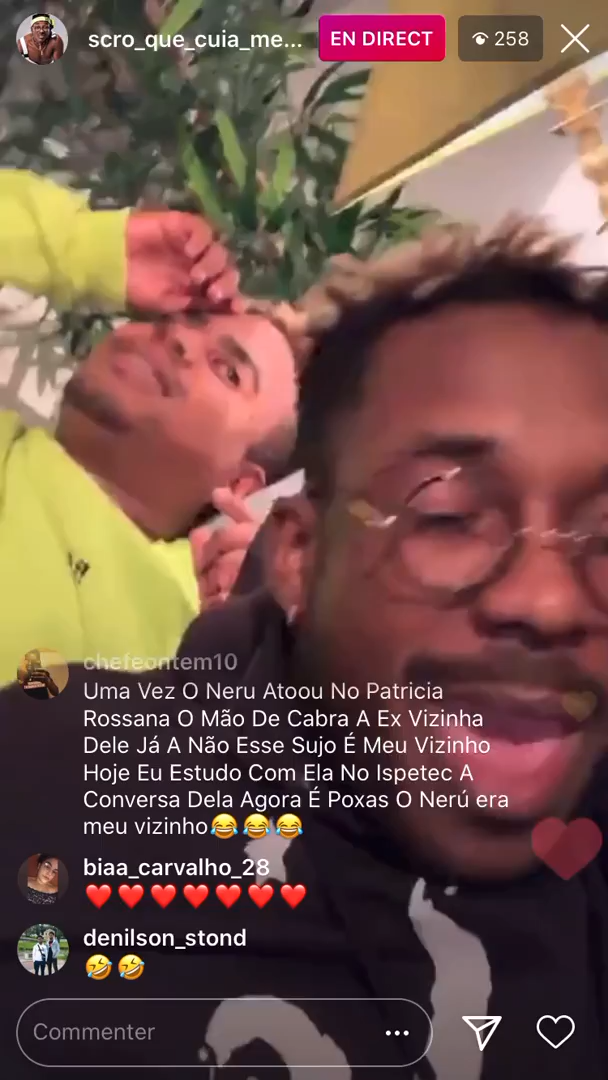 scro_que_cuia_me...
EN DIRECT
258
chefeontem10
Uma Vez O Neru Atoou No Patricia
Rossana O Mão De Cabra A Ex Vizinha
Dele Já A Não Esse Sujo É Meu Vizinho
Hoje Eu Estudo Com Ela No Ispetec A
Conversa Dela Agora É Poxas O Nerú era
meu vizinho😂😂😂
biaa_carvalho_28
❤️❤️❤️❤️❤️❤️❤️
denilson_stond
🤣🤣
Commenter